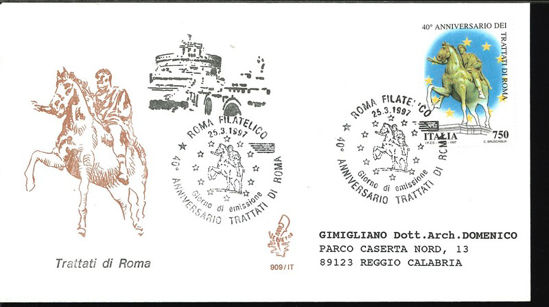 40° ANNIVERSARIO DEI
TRATTATI DI ROMA
ITALIA 750
ROMA FILATELICO
25.3.1997
Giorno di emissione
40° ANNIVERSARIO TRATTATI DI ROMA
ROMA FILATELICO
25.3.1997
Giorno di emissione
40° ANNIVERSARIO TRATTATI DI ROMA
Trattati di Roma
909/IT
GIMIGLIANO Dott.Arch.DOMENICO
PARCO CASERTA NORD, 13
89123 REGGIO CALABRIA